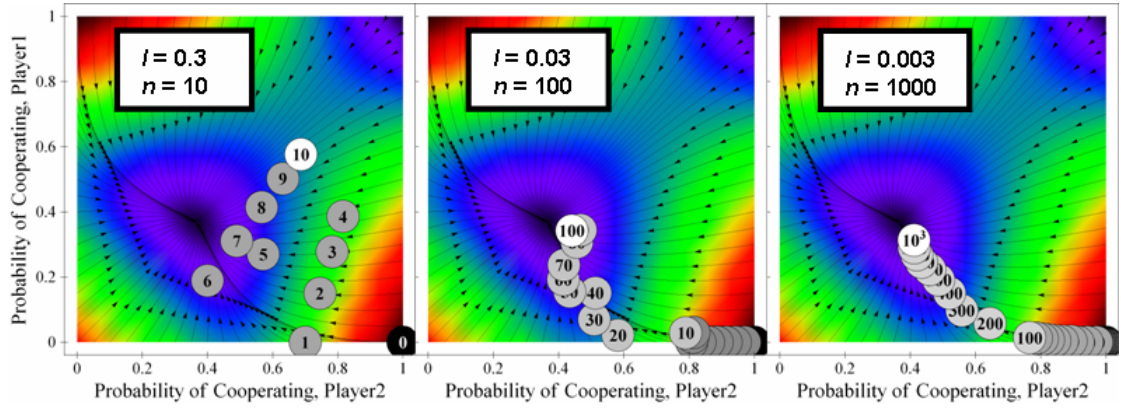 Probability of Cooperating, Player1
1
0.8
0.6
0.4
0.2
0
l = 0.3
n = 10
10
9
8
4
7
5
3
6
2
1
0
0 0.2 0.4 0.6 0.8 1
Probability of Cooperating, Player2
l = 0.03
n = 100
100
70
40
30
20
10
0 0.2 0.4 0.6 0.8 1
Probability of Cooperating, Player2
l = 0.003
n = 1000
10³
300
200
100
0 0.2 0.4 0.6 0.8 1
Probability of Cooperating, Player2